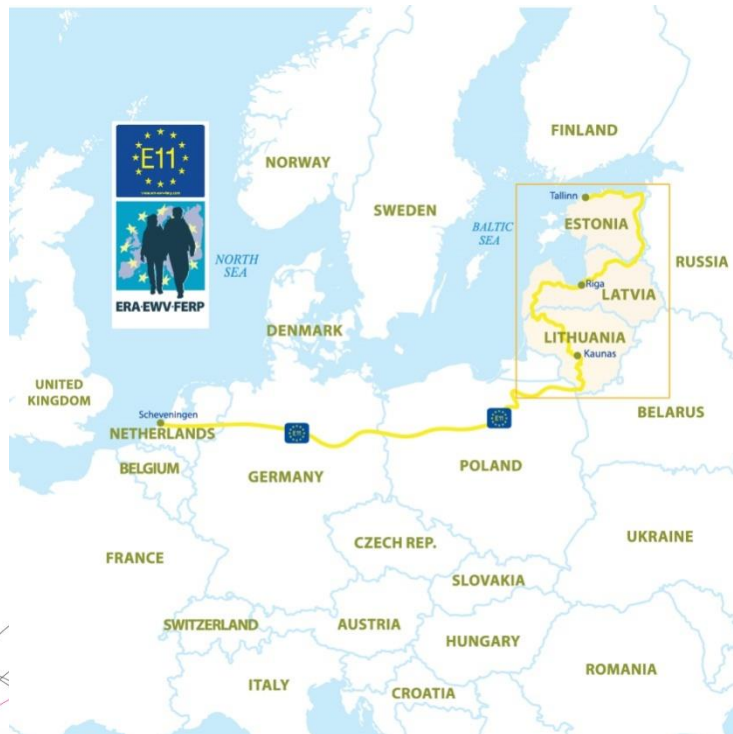 FINLAND
E11
NORWAY
Tallinn
SWEDEN
BALTIC
SEA
ESTONIA
NORTH
SEA
RUSSIA
Riga
LATVIA
ERA-EWV-FERP
DENMARK
LITHUANIA
Kaunas
UNITED
KINGDOM
Scheveningen
NETHERLANDS
E11
E11
BELARUS
BELGIUM
GERMANY
POLAND
UKRAINE
CZECH REP.
FRANCE
SLOVAKIA
SWITZERLAND
AUSTRIA
HUNGARY
ROMANIA
ITALY
CROATIA